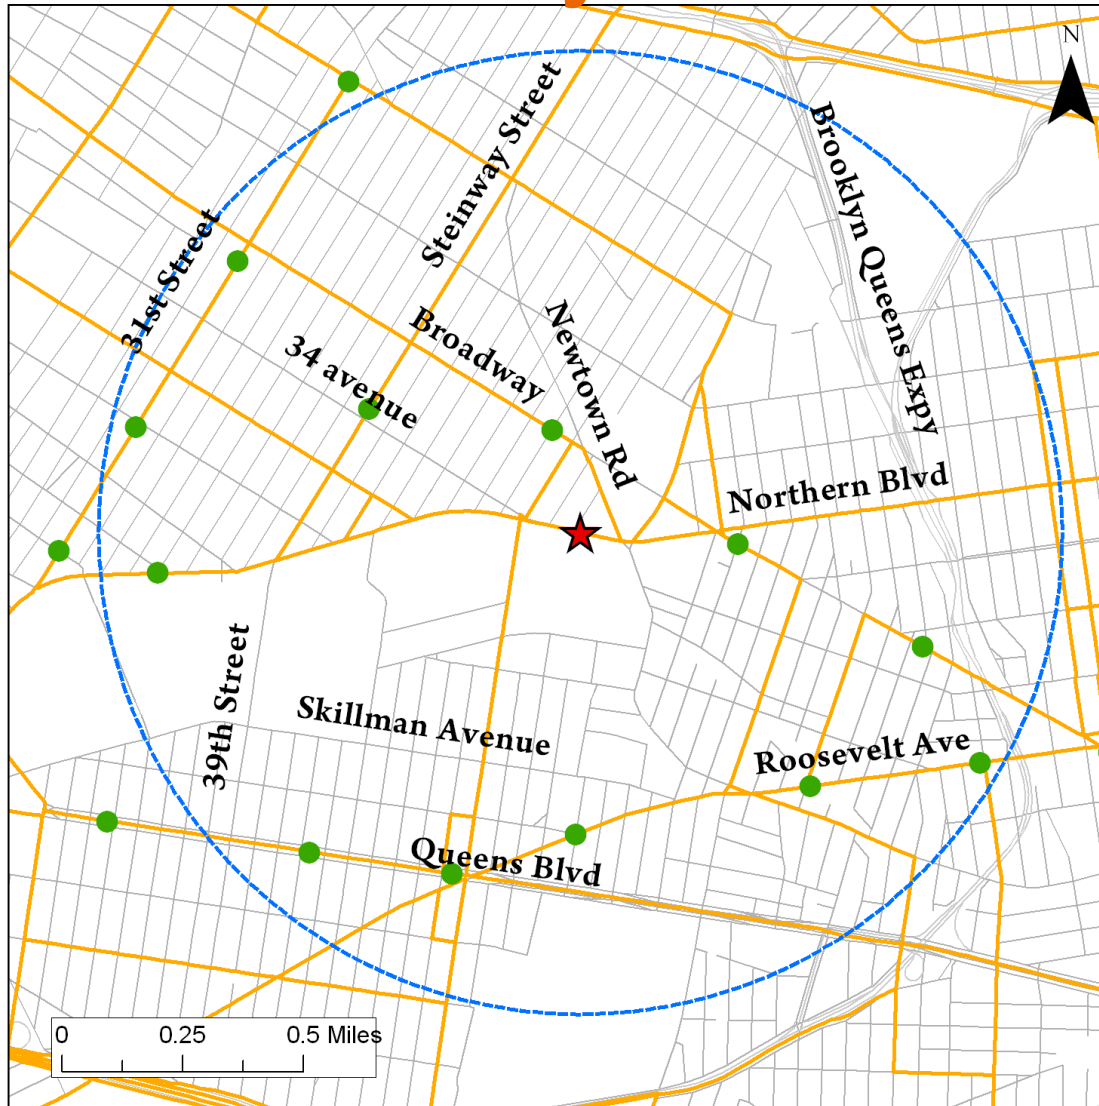 N
Steinway Street
Brooklyn Queens Expy
31st Street
Broadway
Newtown Rd
34 avenue
Northern Blvd
39th Street
Skillman Avenue
Roosevelt Ave
Queens Blvd
0 0.25 0.5 Miles